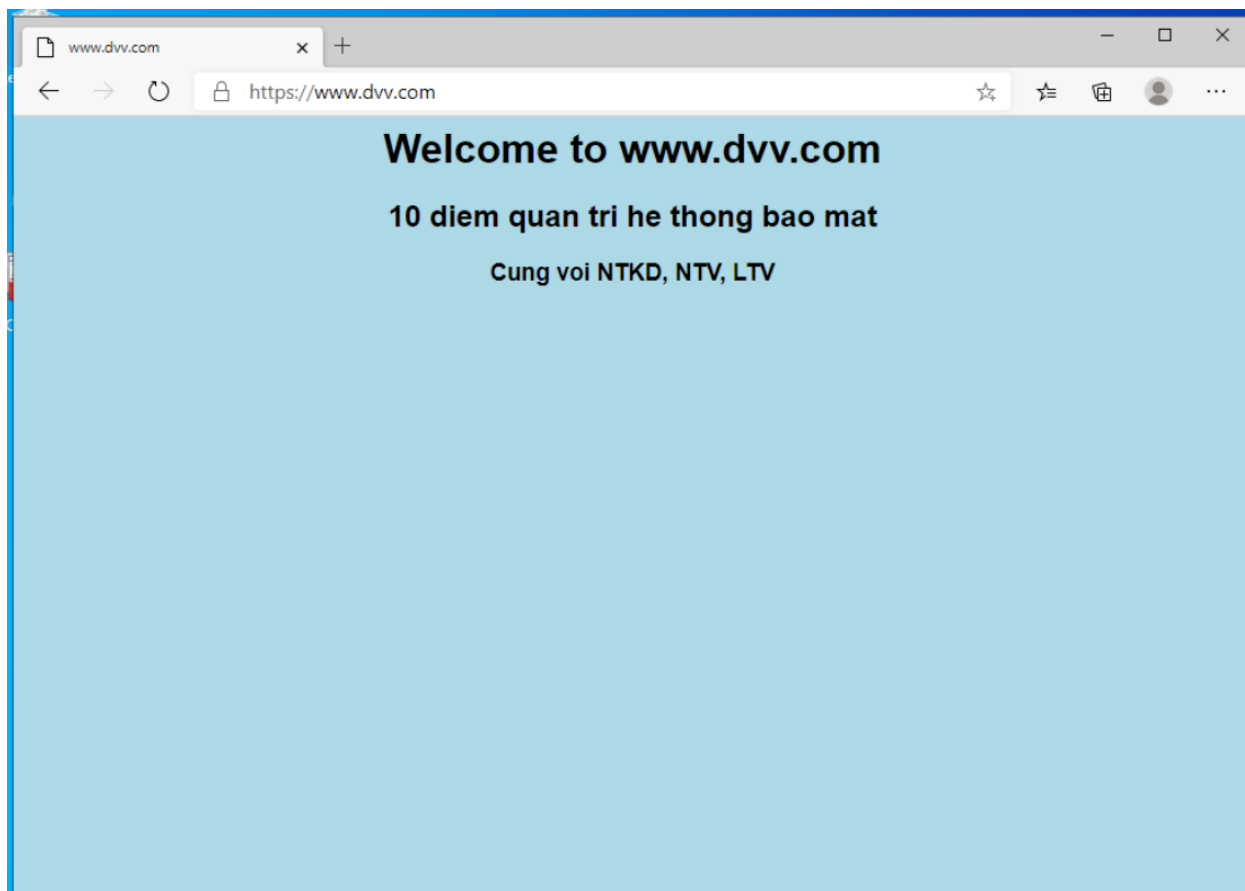 www.dvv.com
https://www.dvv.com
Welcome to www.dvv.com
10 diem quan tri he thong bao mat
Cung voi NTKD, NTV, LTV